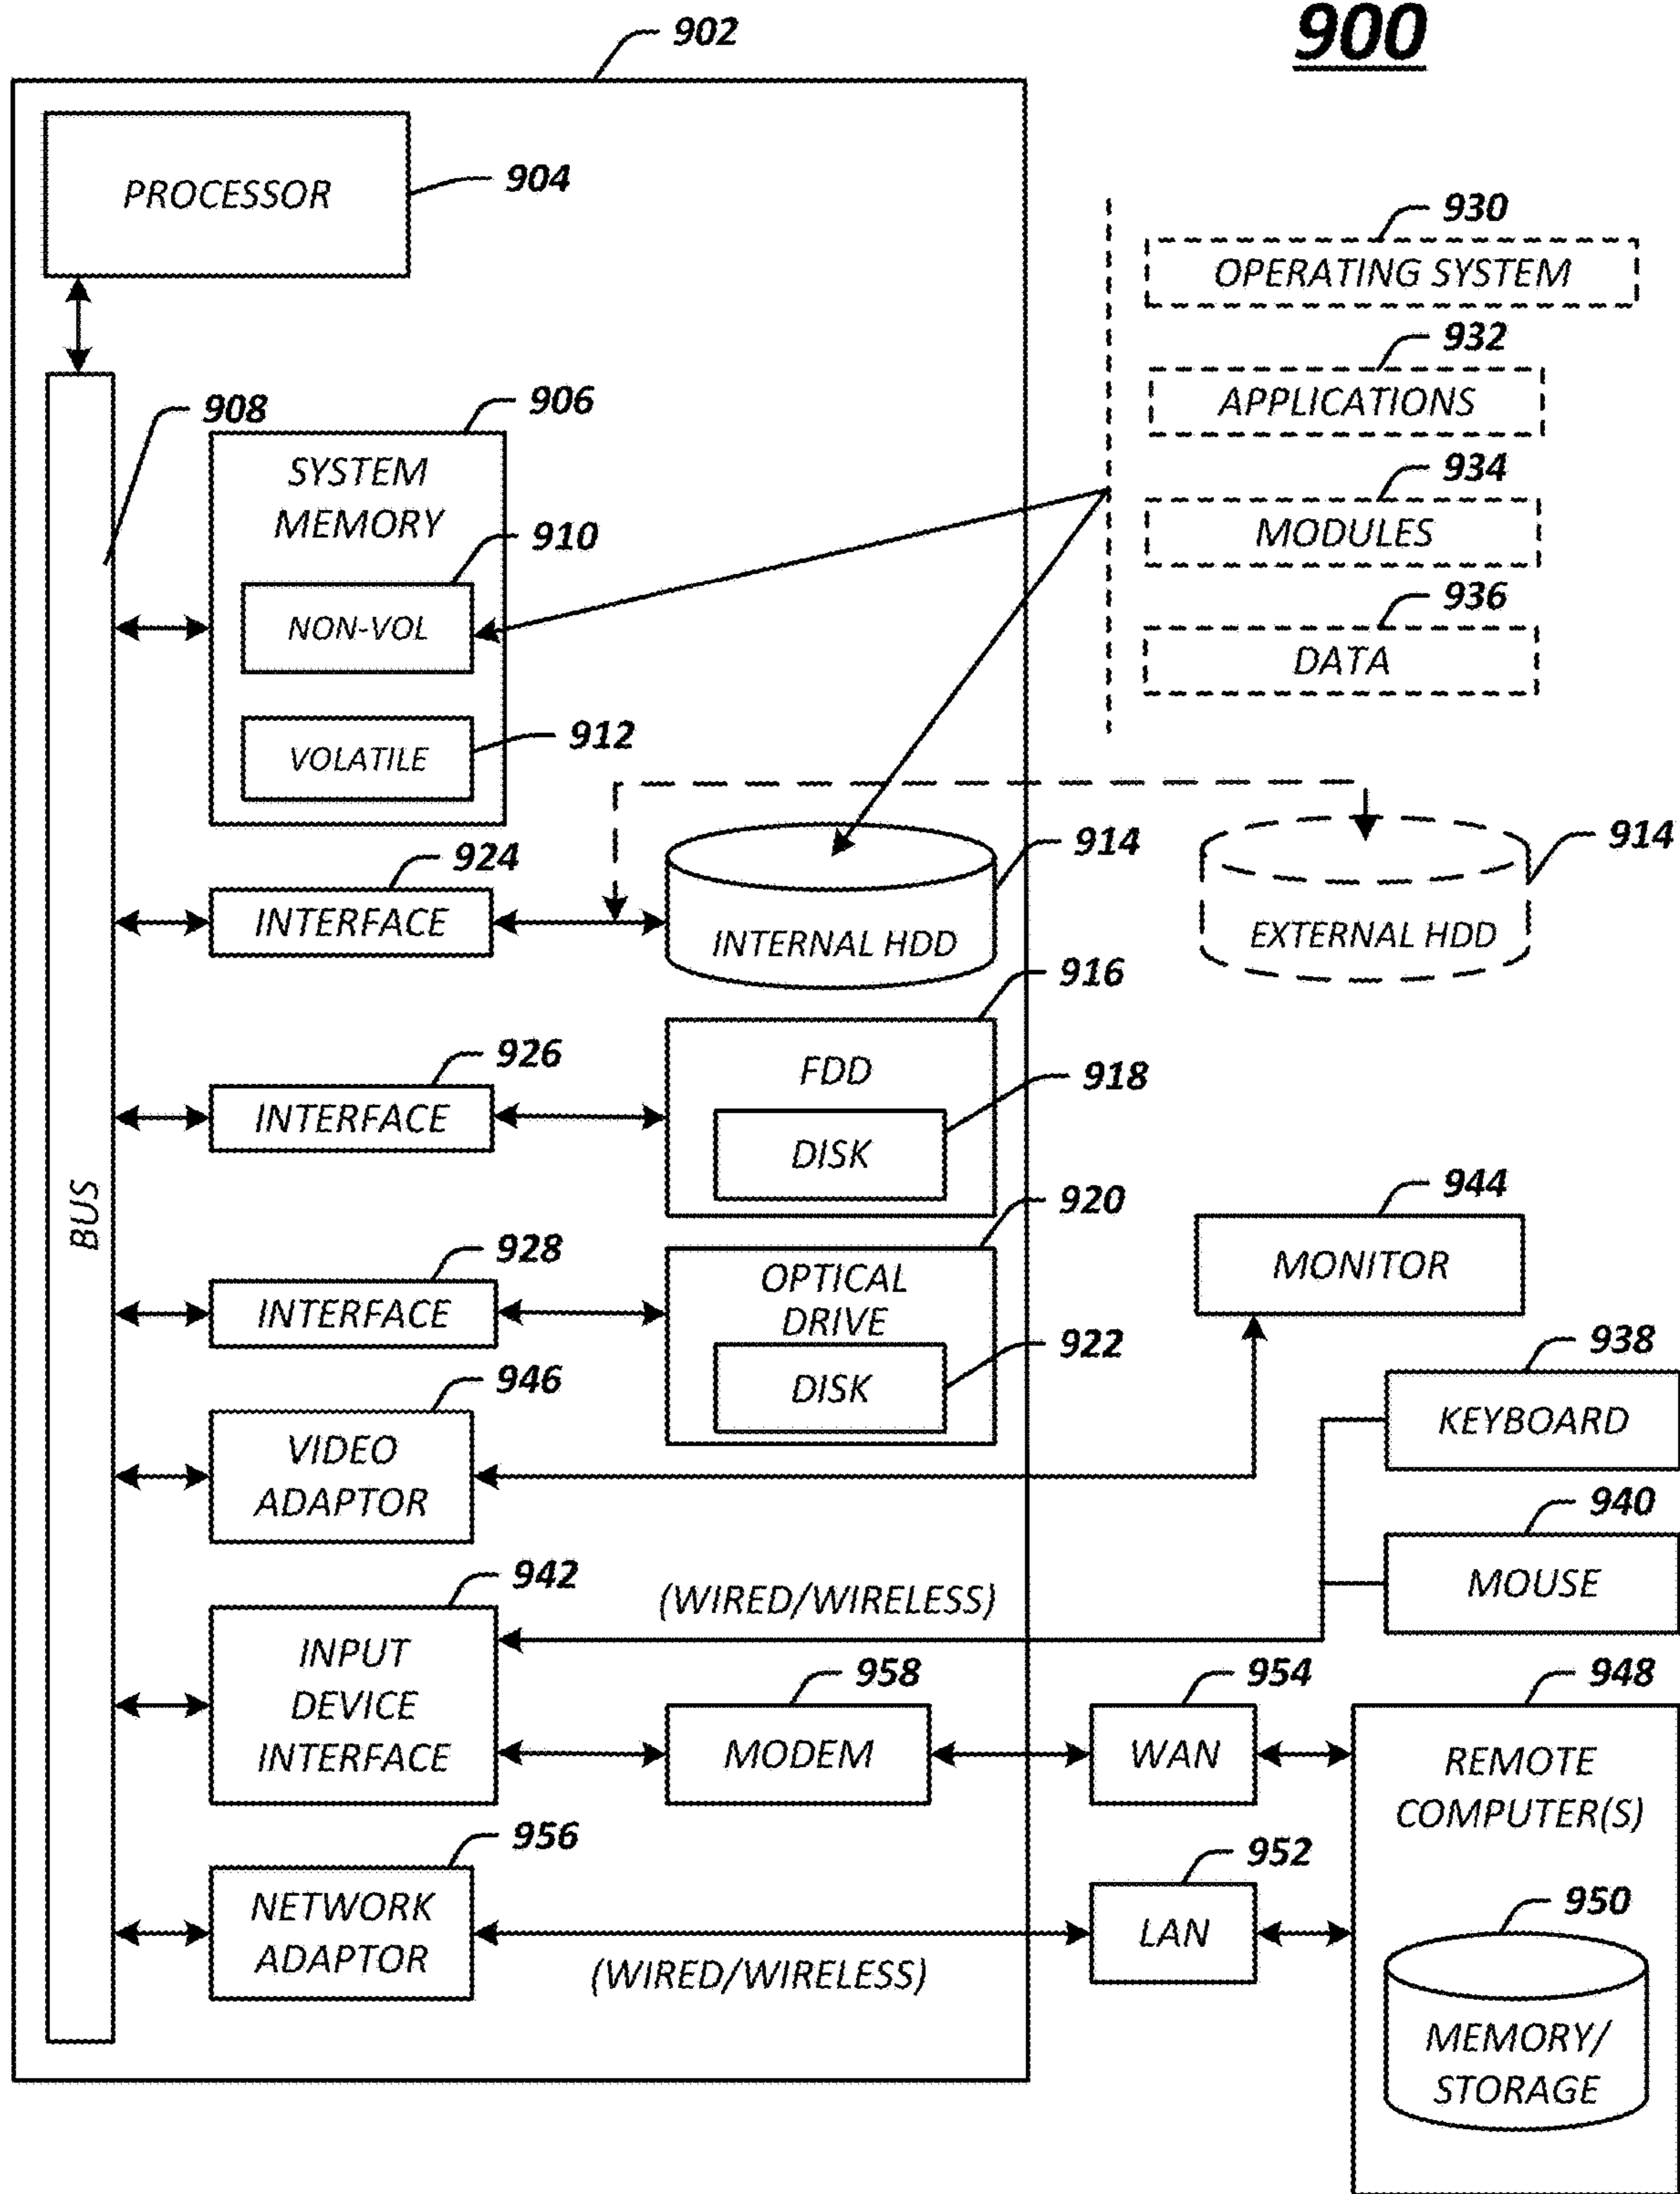 900
902
PROCESSOR
904
930
OPERATING SYSTEM
932
APPLICATIONS
934
MODULES
936
DATA
908
906
SYSTEM
MEMORY
910
NON-VOL
912
VOLATILE
924
INTERFACE
914
INTERNAL HDD
914
EXTERNAL HDD
916
FDD
918
DISK
926
INTERFACE
BUS
920
OPTICAL
DRIVE
922
DISK
928
INTERFACE
944
MONITOR
946
VIDEO
ADAPTOR
938
KEYBOARD
940
MOUSE
942
INPUT
DEVICE
INTERFACE
(WIRED/WIRELESS)
958
MODEM
954
WAN
948
REMOTE
COMPUTER(S)
956
NETWORK
ADAPTOR
(WIRED/WIRELESS)
952
LAN
950
MEMORY/
STORAGE